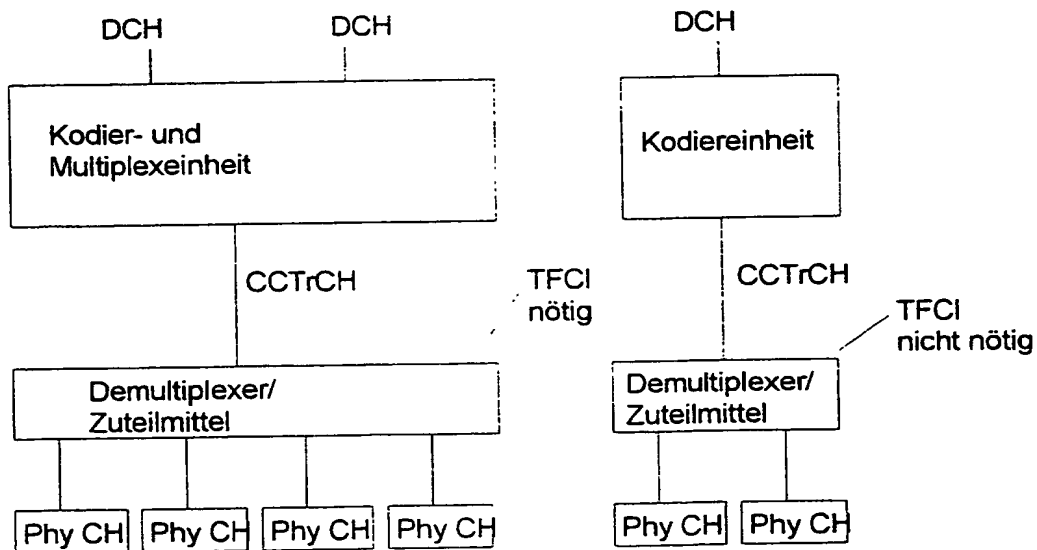 DCH
DCH
Kodier- und
Multiplexeinheit
CCTrCH
TFCI
nötig
Demultiplexer/
Zuteilmittel
Phy CH
Phy CH
Phy CH
Phy CH
DCH
Kodiereinheit
CCTrCH
TFCI
nicht nötig
Demultiplexer/
Zuteilmittel
Phy CH
Phy CH